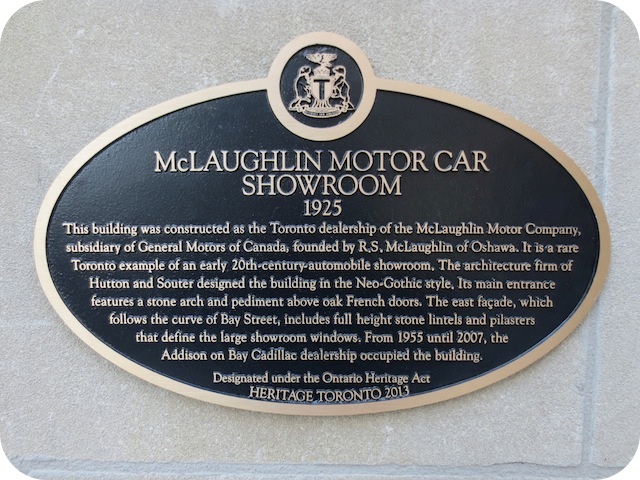 McLAUGHLIN MOTOR CAR
SHOWROOM
1925
This building was constructed as the Toronto dealership of the McLaughlin Motor Company,
subsidiary of General Motors of Canada, founded by R.S. McLaughlin of Oshawa. It is a rare
Toronto example of an early 20th-century automobile showroom. The architecture firm of
Hutton and Souter designed the building in the Neo-Gothic style. Its main entrance
features a stone arch and pediment above oak French doors. The east façade, which
follows the curve of Bay Street, includes full height stone lintels and pilasters
that define the large showroom windows. From 1955 until 2007, the
Addison on Bay Cadillac dealership occupied the building.
Designated under the Ontario Heritage Act
HERITAGE TORONTO 2013